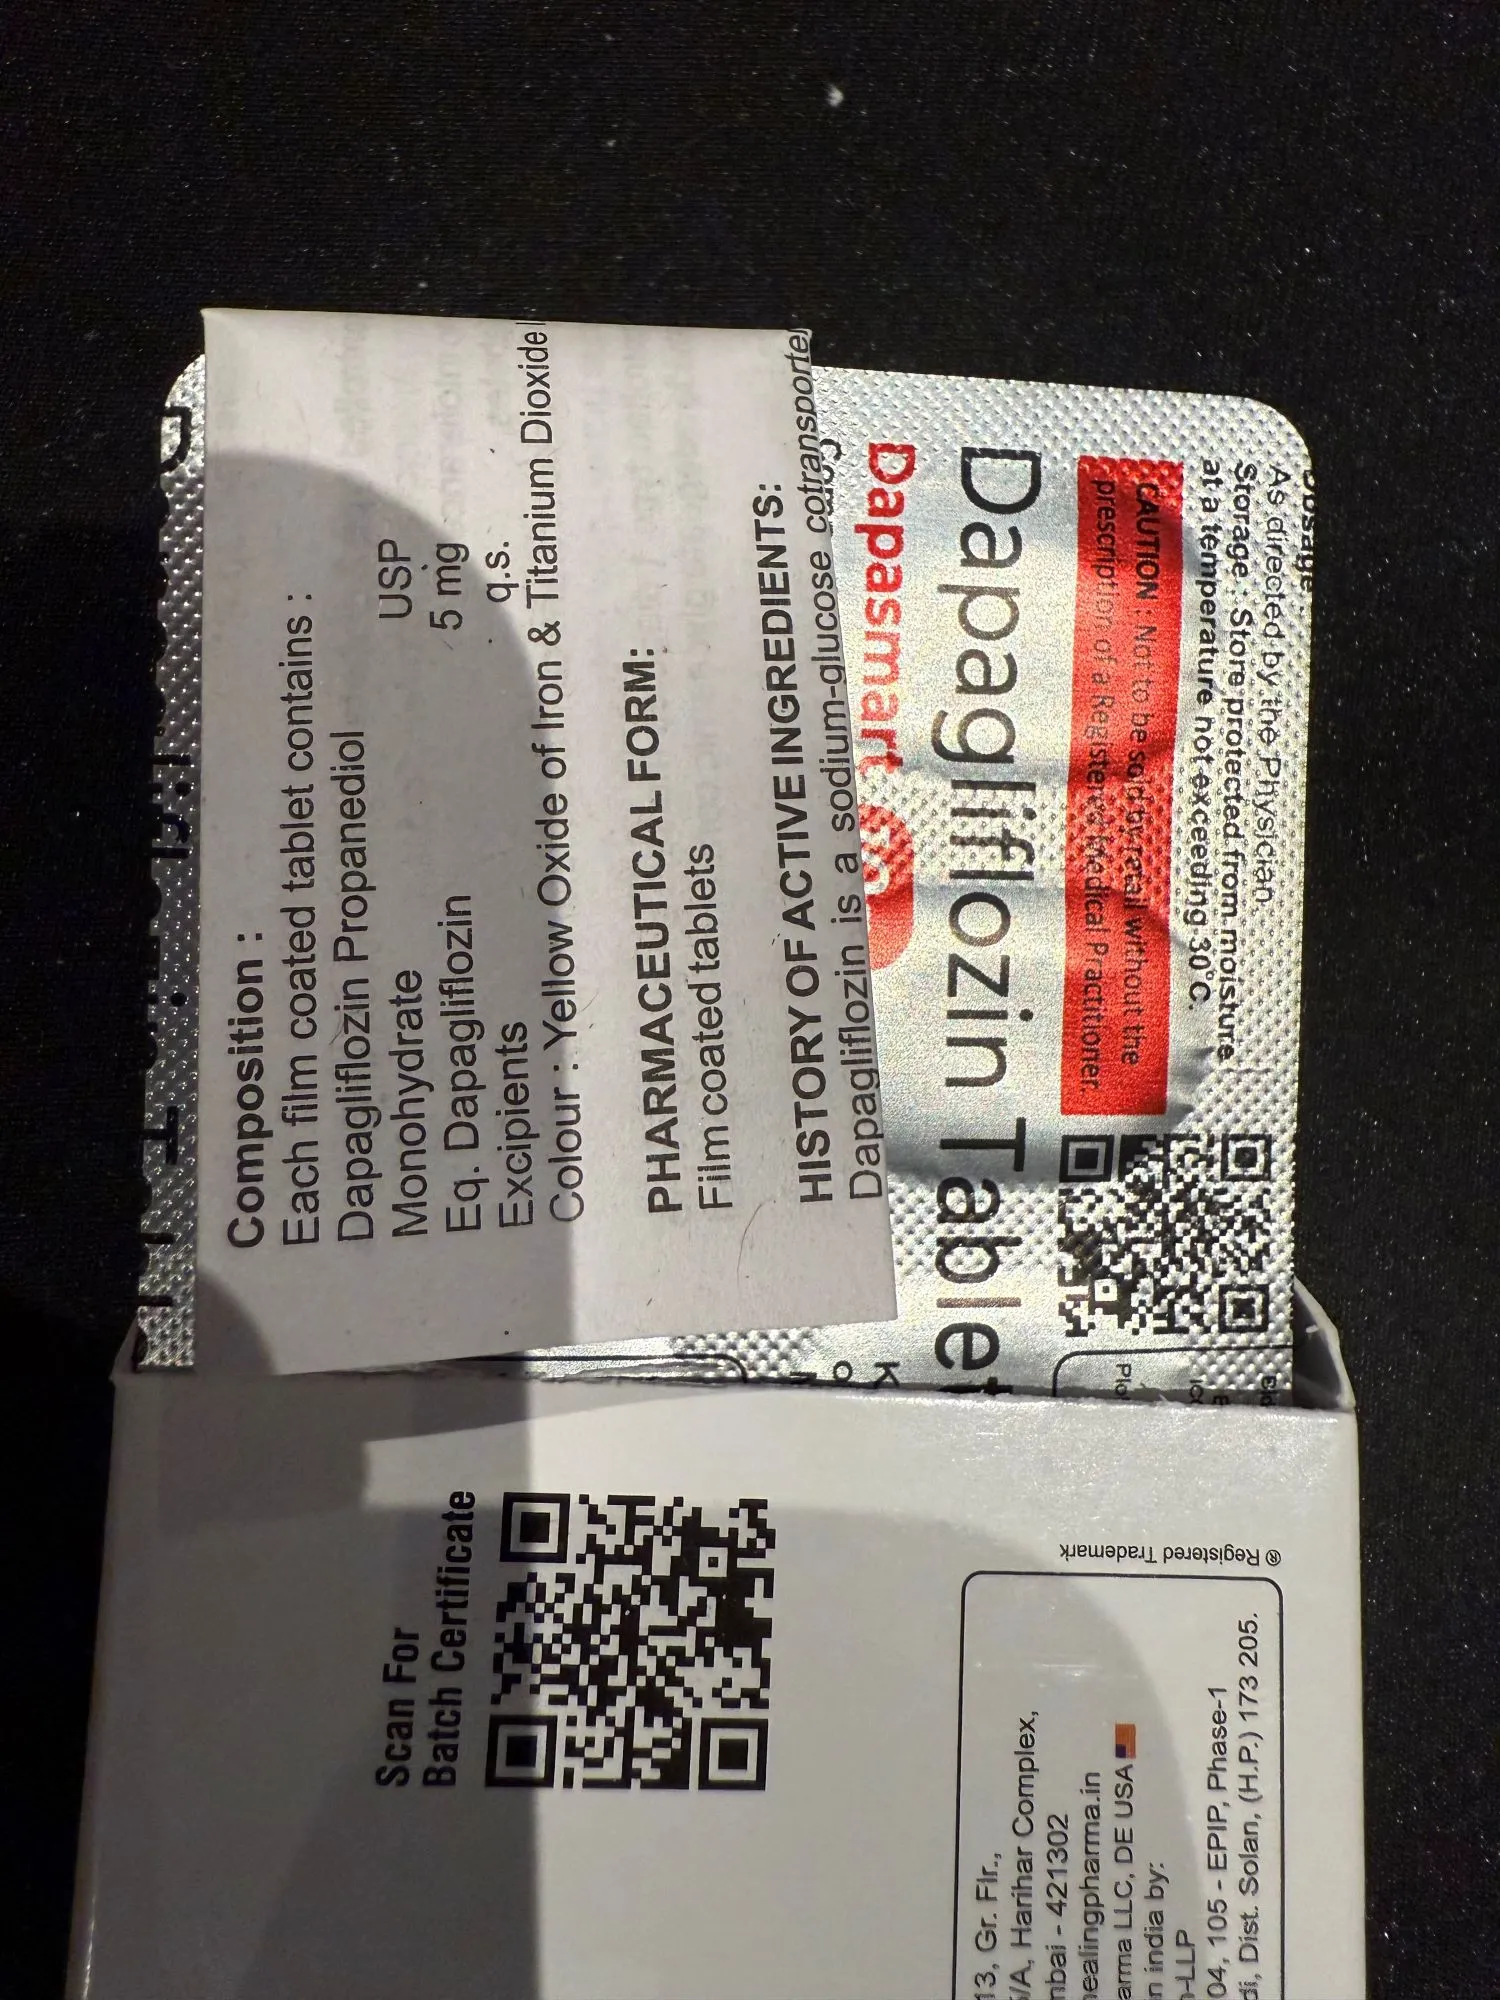 Composition :
Each film coated tablet contains :
Dapagliflozin Propanediol
Monohydrate USP
Eq. Dapagliflozin 5 mg
Excipients q.s.
Colour : Yellow Oxide of Iron & Titanium Dioxide
PHARMACEUTICAL FORM:
Film coated tablets
HISTORY OF ACTIVE INGREDIENTS:
Dapagliflozin is a sodium-glucose cotransporter
Dapasmart
Dapagliflozin Tablet
CAUTION : Not to be sold by retail without the
prescription of a Registered Medical Practitioner.
Dosage :
As directed by the Physician.
Storage : Store protected from moisture
at a temperature not exceeding 30°C.
Scan For
Batch Certificate
® Registered Trademark
13, Gr. Flr.,
/A, Harihar Complex,
nbai - 421302
healingpharma.in
arma LLC, DE USA
n india by:
-LLP
04, 105 - EPIP, Phase-1
di, Dist. Solan, (H.P.) 173 205.